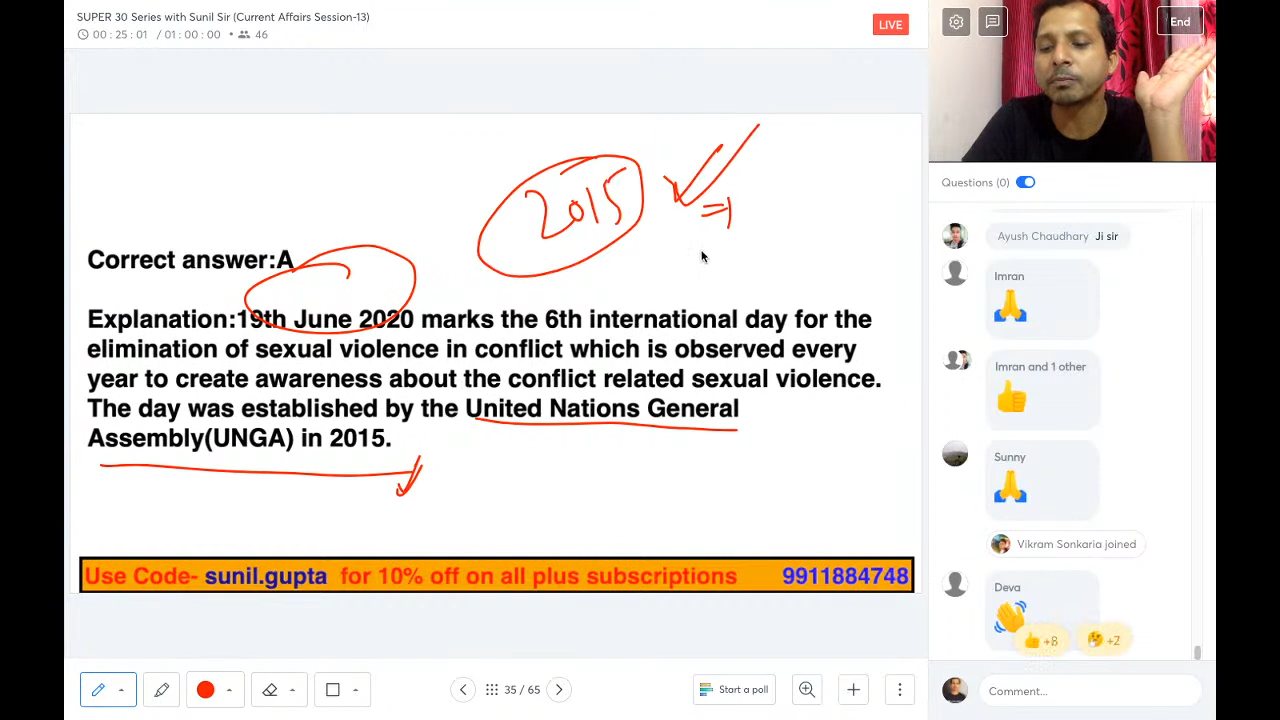 SUPER 30 Series with Sunil Sir (Current Affairs Session-13)
00 : 25 : 01 / 01 : 00 : 00 • 46
LIVE
End
2015
=1
Correct answer:A
Explanation:19th June 2020 marks the 6th international day for the
elimination of sexual violence in conflict which is observed every
year to create awareness about the conflict related sexual violence.
The day was established by the United Nations General
Assembly(UNGA) in 2015.
Use Code- sunil.gupta for 10% off on all plus subscriptions 9911884748
35 / 65
Start a poll
Questions (0)
Ayush Chaudhary Ji sir
Imran
Imran and 1 other
Sunny
Vikram Sonkaria joined
Deva
+8
+2
Comment...